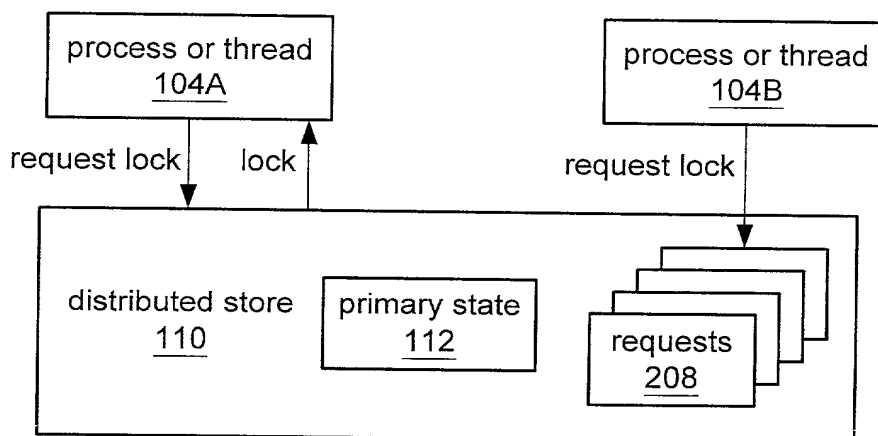 process or thread
104A
process or thread
104B
request lock
lock
request lock
distributed store
110
primary state
112
requests
208